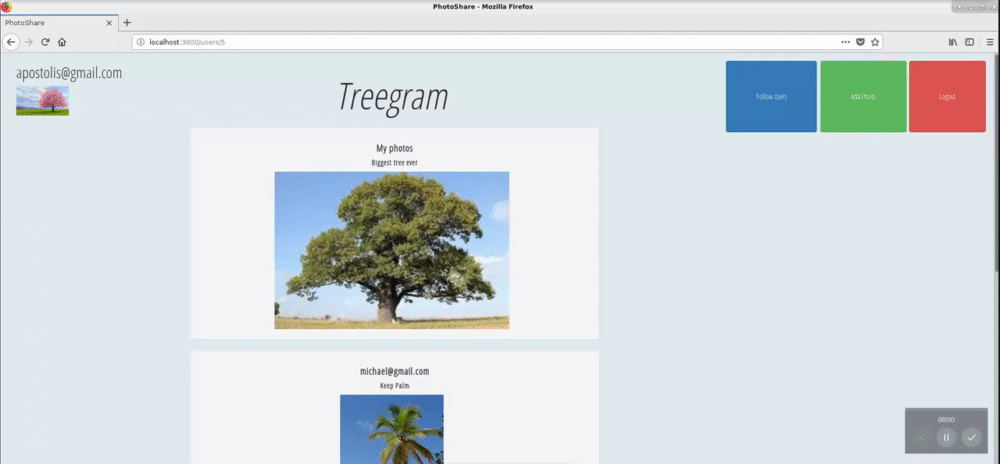 PhotoShare - Mozilla Firefox
PhotoShare
localhost:3000/users/5
apostolis@gmail.com
Treegram
Follow Users
Add Photo
Logout
My photos
Biggest tree ever
michael@gmail.com
Keep Palm
00:00